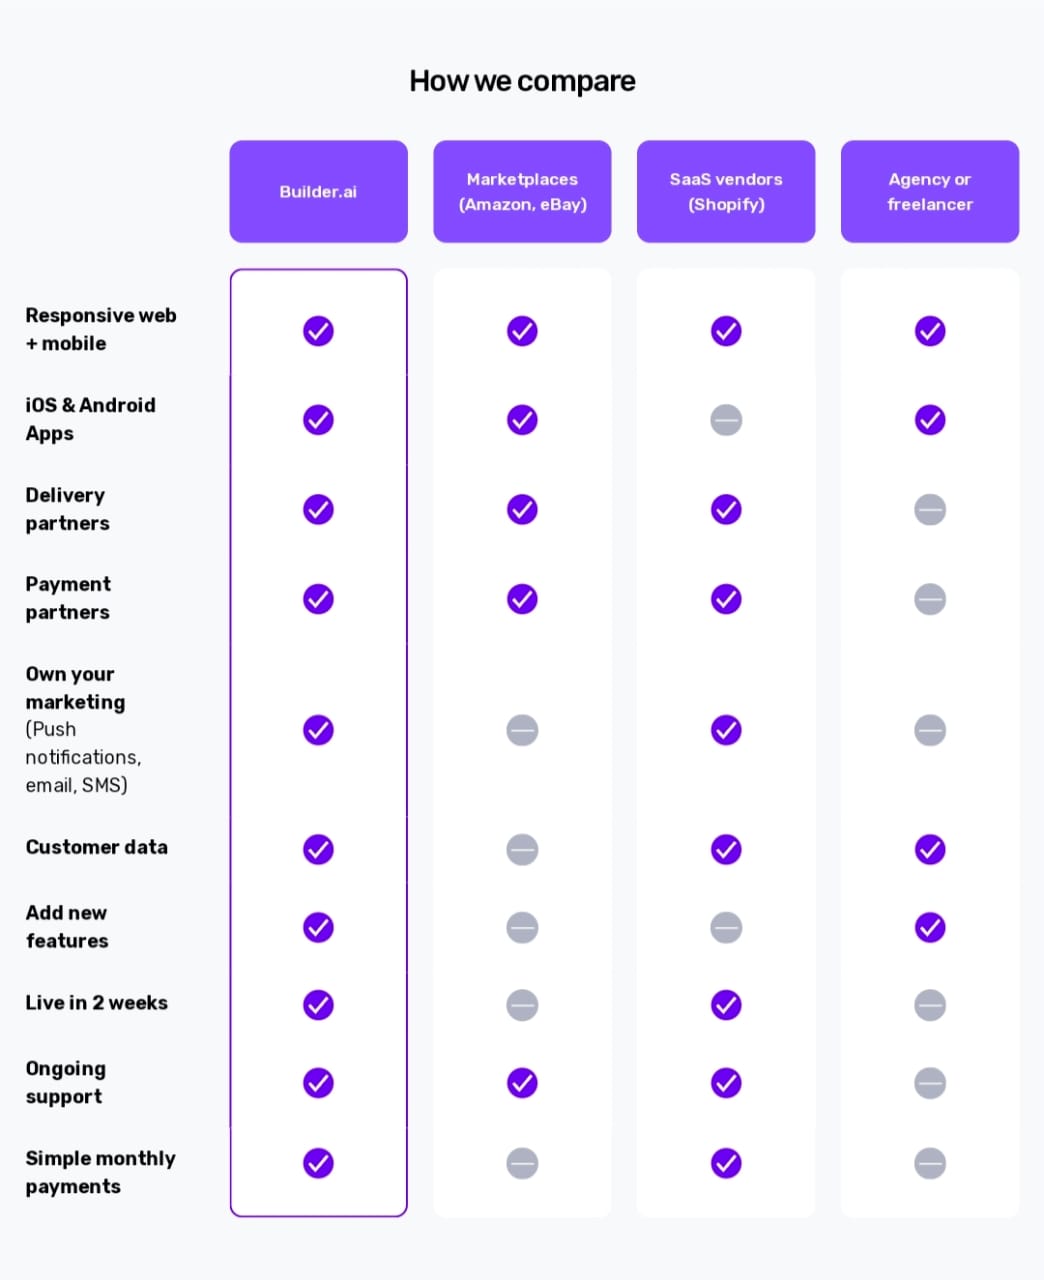 How we compare
Builder.ai
Marketplaces
(Amazon, eBay)
SaaS vendors
(Shopify)
Agency or
freelancer
Responsive web
+ mobile
iOS & Android
Apps
Delivery
partners
Payment
partners
Own your
marketing
(Push
notifications,
email, SMS)
Customer data
Add new
features
Live in 2 weeks
Ongoing
support
Simple monthly
payments